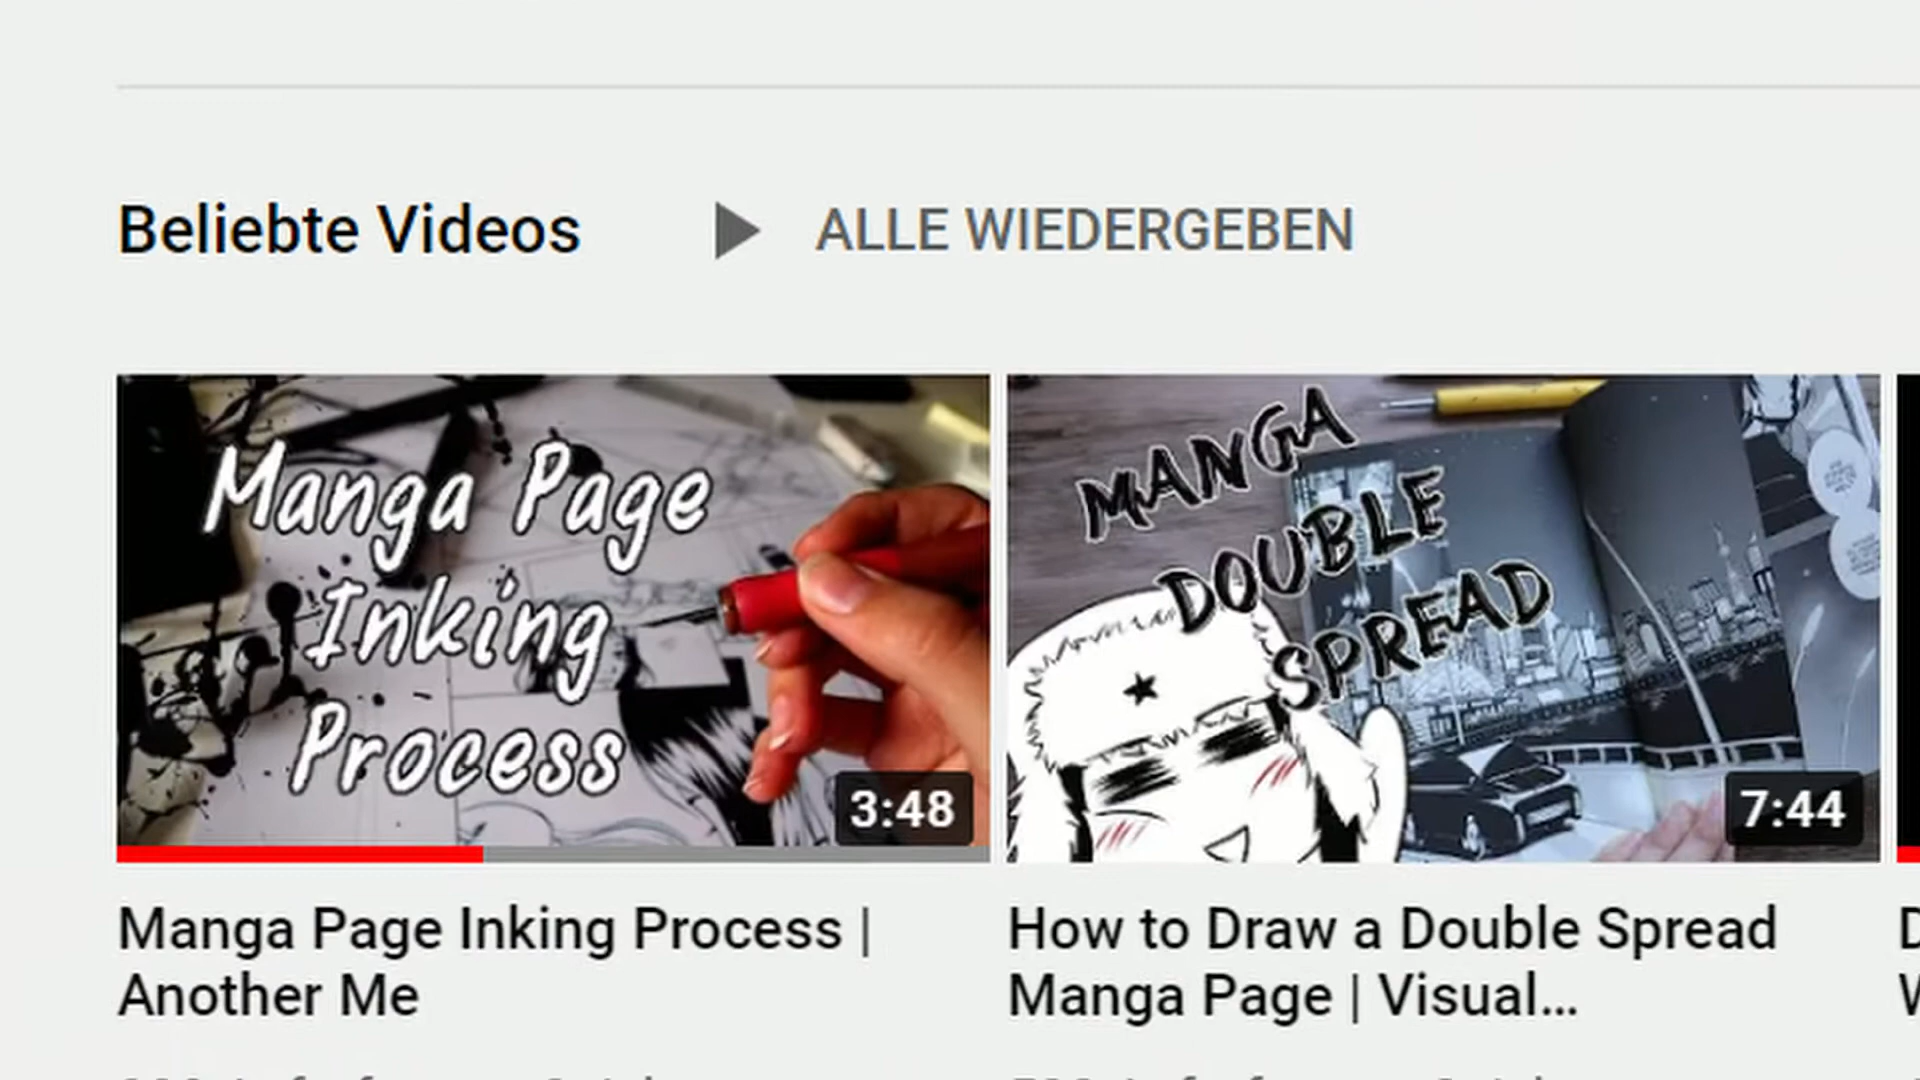 Beliebte Videos
ALLE WIEDERGEBEN
Manga Page
Inking
Process
3:48
MANGA
DOUBLE
SPREAD
7:44
Manga Page Inking Process |
Another Me
How to Draw a Double Spread
Manga Page | Visual...